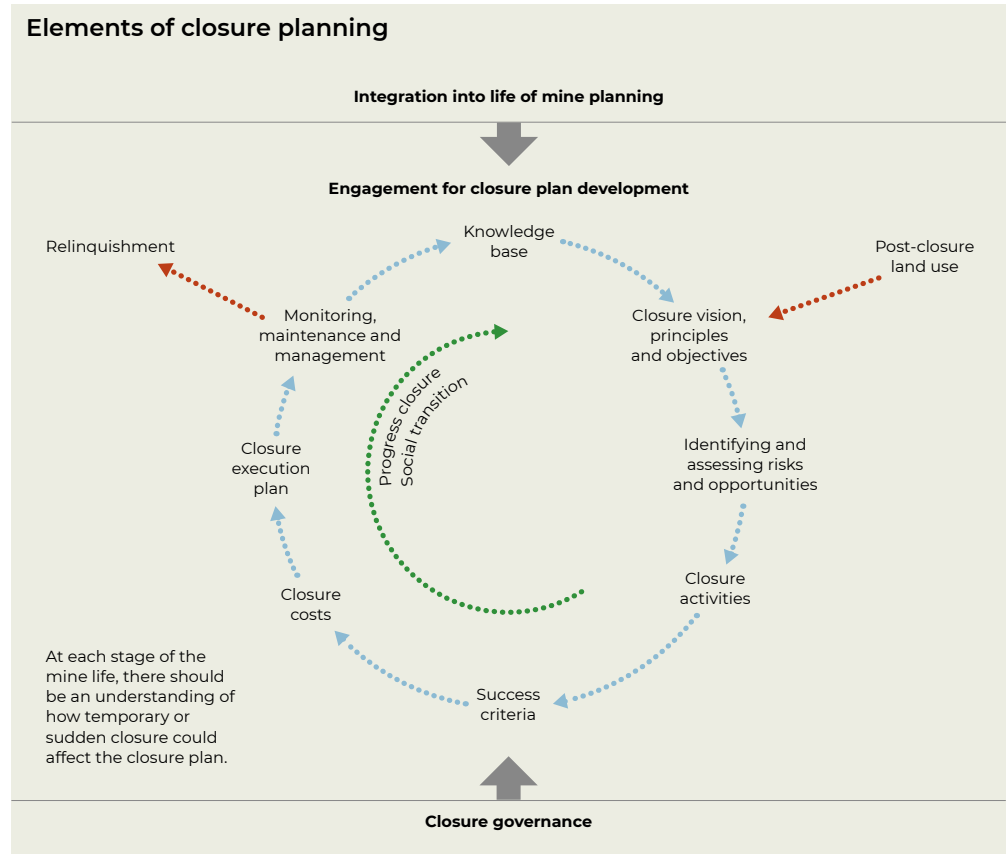 Elements of closure planning
Integration into life of mine planning
Engagement for closure plan development
Knowledge
base
Relinquishment
Post-closure
land use
Monitoring,
maintenance and
management
Closure vision,
principles
and objectives
Progress closure
Social transition
Closure
execution
plan
Identifying and
assessing risks
and opportunities
Closure
costs
Closure
activities
Success
criteria
At each stage of the
mine life, there should
be an understanding of
how temporary or
sudden closure could
affect the closure plan.
Closure governance